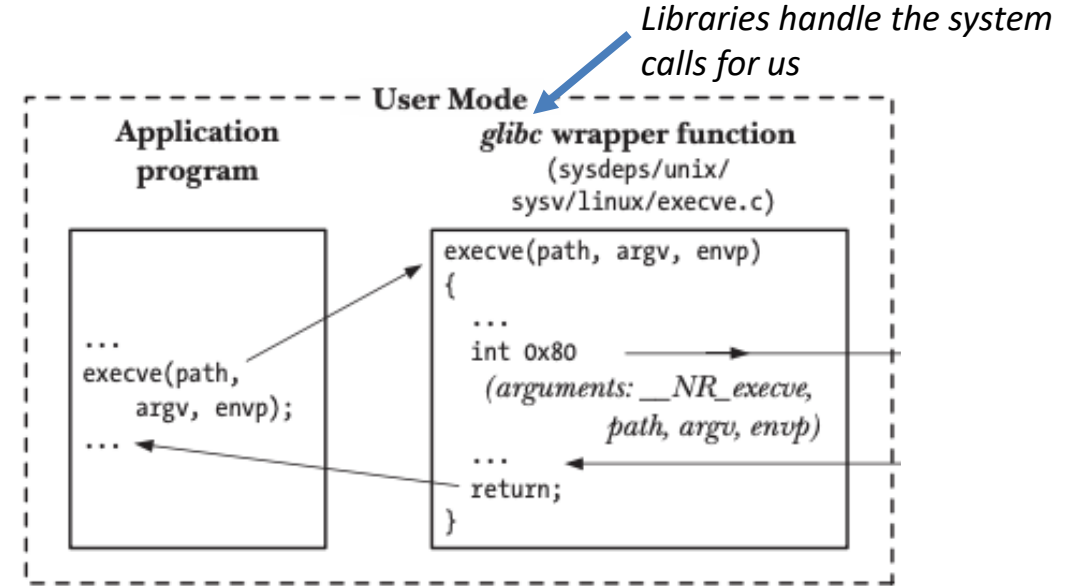 Libraries handle the system
calls for us
User Mode
Application
program
glibc wrapper function
(sysdeps/unix/
sysv/linux/execve.c)
...
execve(path,
argv, envp);
...
execve(path, argv, envp)
{
...
int 0x80
(arguments: __NR_execve,
path, argv, envp)
...
return;
}